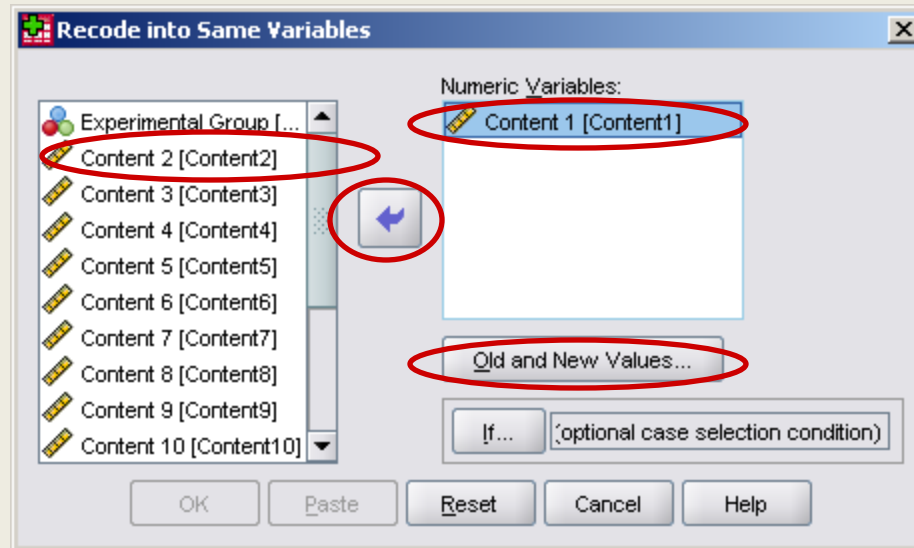 Recode into Same Variables
Numeric Variables:
Experimental Group [...
Content 2 [Content2]
Content 3 [Content3]
Content 4 [Content4]
Content 5 [Content5]
Content 6 [Content6]
Content 7 [Content7]
Content 8 [Content8]
Content 9 [Content9]
Content 10 [Content10]
Content 1 [Content1]
Old and New Values...
If...
(optional case selection condition)
OK
Paste
Reset
Cancel
Help